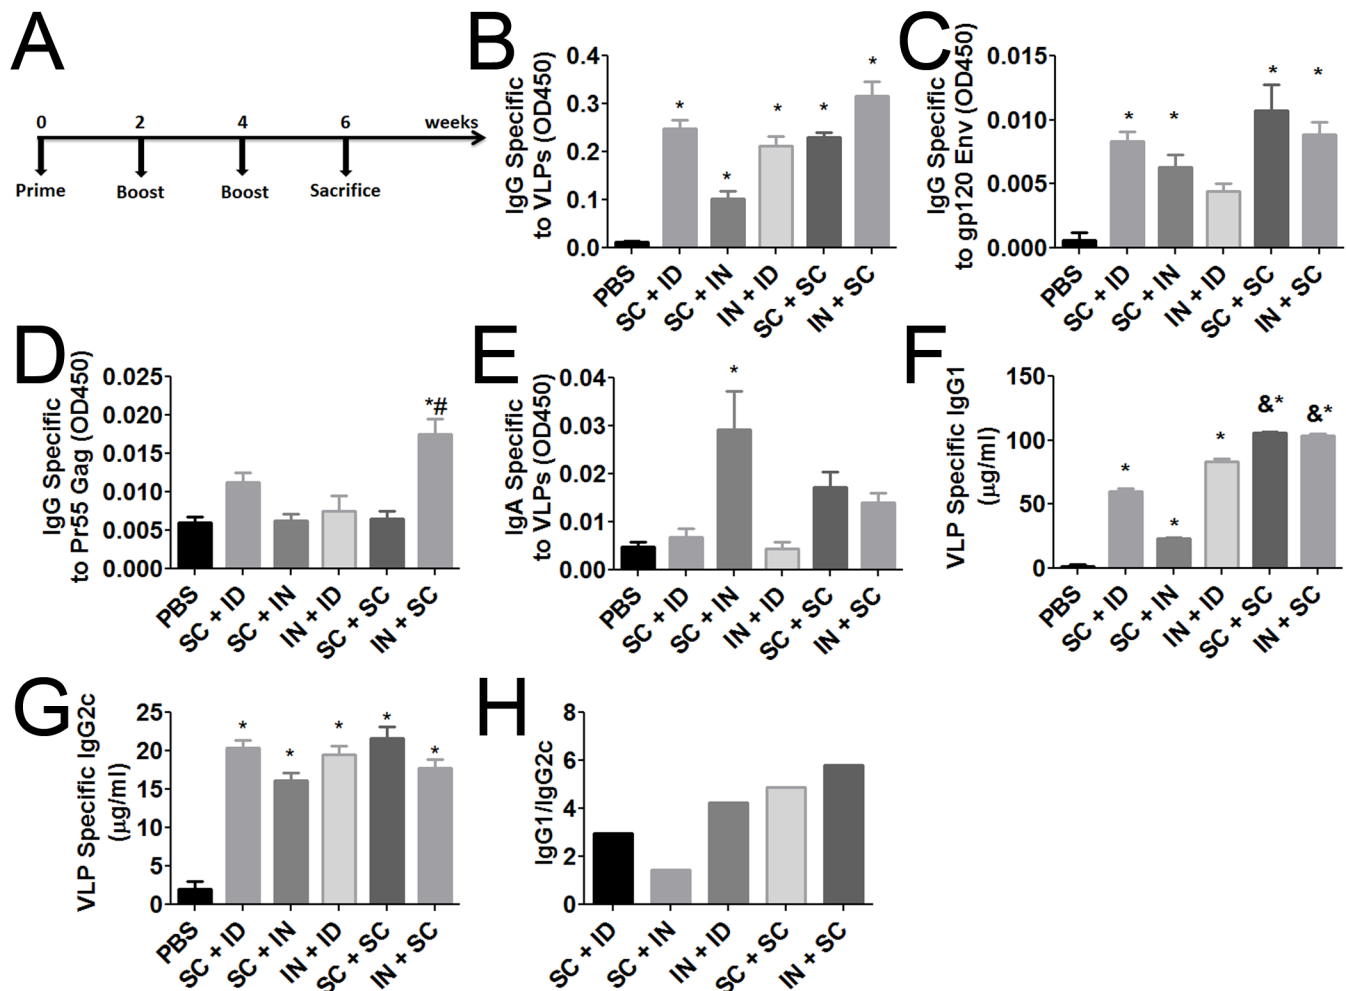 A
0 2 4 6 weeks
Prime Boost Boost Sacrifice
B
IgG Specific
to VLPs (OD450)
0.4
0.3
0.2
0.1
0.0
* * * * *
PBS
SC + ID
SC + IN
IN + ID
SC + SC
IN + SC
C
IgG Specific
to gp120 Env (OD450)
0.015
0.010
0.005
0.000
* * * *
PBS
SC + ID
SC + IN
IN + ID
SC + SC
IN + SC
D
IgG Specific
to Pr55 Gag (OD450)
0.025
0.020
0.015
0.010
0.005
0.000
*#
PBS
SC + ID
SC + IN
IN + ID
SC + SC
IN + SC
E
IgA Specific
to VLPs (OD450)
0.04
0.03
0.02
0.01
0.00
*
PBS
SC + ID
SC + IN
IN + ID
SC + SC
IN + SC
F
VLP Specific IgG1
(μg/ml)
150
100
50
0
* * * &* &*
PBS
SC + ID
SC + IN
IN + ID
SC + SC
IN + SC
G
VLP Specific IgG2c
(μg/ml)
25
20
15
10
5
0
* * * * *
PBS
SC + ID
SC + IN
IN + ID
SC + SC
IN + SC
H
IgG1/IgG2c
8
6
4
2
0
SC + ID
SC + IN
IN + ID
SC + SC
IN + SC